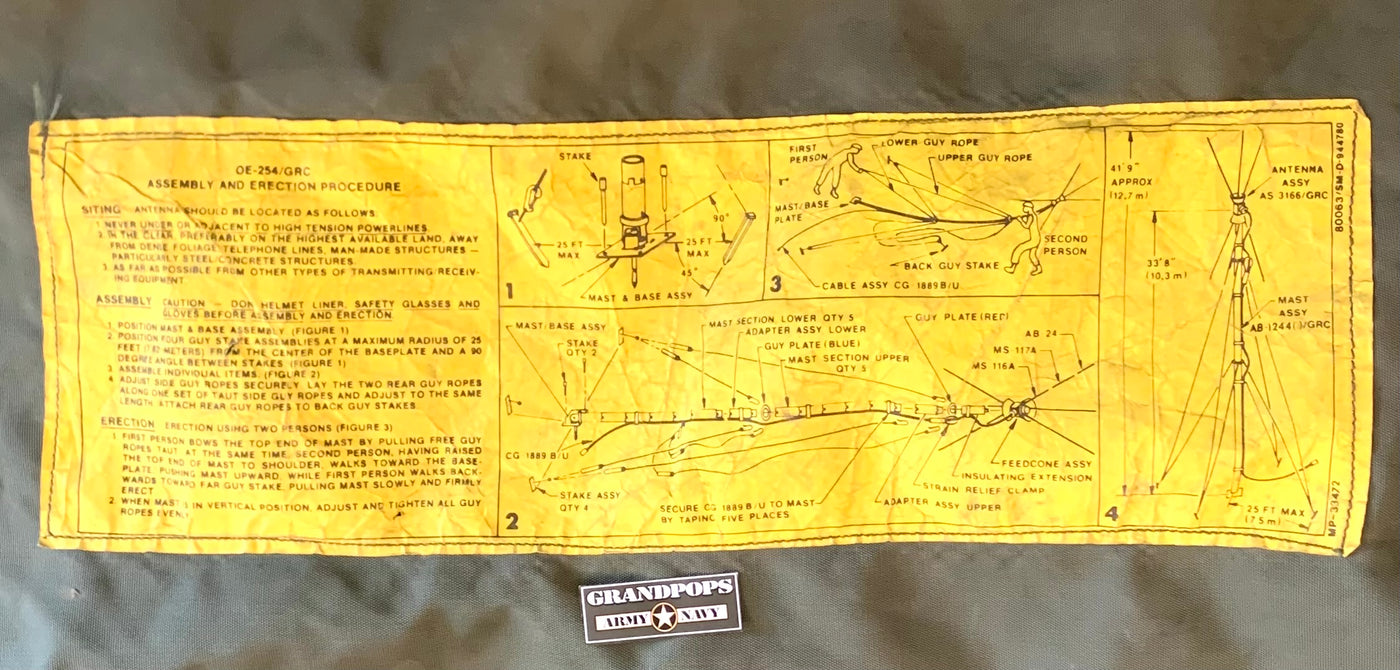 OE-254/GRC
ASSEMBLY AND ERECTION PROCEDURE
SITING ANTENNA SHOULD BE LOCATED AS FOLLOWS
1. NEVER UNDER OR ADJACENT TO HIGH TENSION POWERLINES.
2. IN THE CLEAR, PREFERABLY ON THE HIGHEST AVAILABLE LAND, AWAY
FROM DENSE FOLIAGE, TELEPHONE LINES, MAN-MADE STRUCTURES —
PARTICULARLY STEEL/CONCRETE STRUCTURES.
3. AS FAR AS POSSIBLE FROM OTHER TYPES OF TRANSMITTING/RECEIV-
ING EQUIPMENT
ASSEMBLY CAUTION — DON HELMET LINER, SAFETY GLASSES AND
GLOVES BEFORE ASSEMBLY AND ERECTION.
1. POSITION MAST & BASE ASSEMBLY (FIGURE 1)
2. POSITION FOUR GUY STAKE ASSEMBLIES AT A MAXIMUM RADIUS OF 25
FEET (7.62 METERS) FROM THE CENTER OF THE BASEPLATE AND A 90
DEGREE ANGLE BETWEEN STAKES (FIGURE 1)
3. ASSEMBLE INDIVIDUAL ITEMS. (FIGURE 2)
4. ADJUST SIDE GUY ROPES SECURELY. LAY THE TWO REAR GUY ROPES
ALONG ONE SET OF TAUT SIDE GUY ROPES AND ADJUST TO THE SAME
LENGTH ATTACH REAR GUY ROPES TO BACK GUY STAKES
ERECTION ERECTION USING TWO PERSONS (FIGURE 3)
1. FIRST PERSON BOWS THE TOP END OF MAST BY PULLING FREE GUY
ROPES TAUT AT THE SAME TIME, SECOND PERSON, HAVING RAISED
THE TOP END OF MAST TO SHOULDER, WALKS TOWARD THE BASE-
PLATE PUSHING MAST UPWARD, WHILE FIRST PERSON WALKS BACK-
WARDS TOWARD FAR GUY STAKE, PULLING MAST SLOWLY AND FIRMLY
ERECT
2. WHEN MAST IS IN VERTICAL POSITION, ADJUST AND TIGHTEN ALL GUY
ROPES EVENLY
STAKE
90°
25 FT
MAX
25 FT
MAX
45°
1
MAST & BASE ASSY
FIRST
PERSON
LOWER GUY ROPE
UPPER GUY ROPE
MAST/BASE
PLATE
SECOND
PERSON
BACK GUY STAKE
3
CABLE ASSY CG 1889 B/U
MAST/BASE ASSY
STAKE
QTY 2
MAST SECTION LOWER QTY 5
ADAPTER ASSY LOWER
GUY PLATE (BLUE)
MAST SECTION UPPER
QTY 5
GUY PLATE (RED)
AB 24
MS 117A
MS 116A
CG 1889 B/U
STAKE ASSY
QTY 4
SECURE CG 1889 B/U TO MAST
BY TAPING FIVE PLACES
FEEDCONE ASSY
INSULATING EXTENSION
STRAIN RELIEF CLAMP
ADAPTER ASSY UPPER
2
41'9"
APPROX
(12,7 m)
ANTENNA
ASSY
AS 3166/GRC
33'8"
(10,3 m)
MAST
ASSY
AB 1244( )/GRC
25 FT MAX
(7.5 m)
4
80063/SM-D-944780
MP-33472
GRANDPOPS
ARMY NAVY